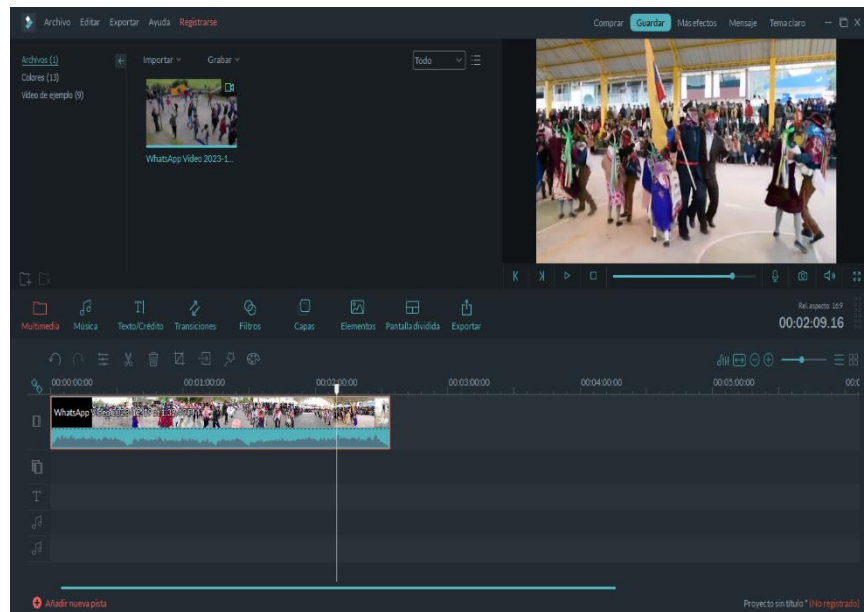 Archivo Editar Exportar Ayuda Registrarse
Comprar Guardar Más efectos Mensaje Tema claro
Archivos (1)
Colores (13)
Vídeo de ejemplo (9)
Importar Grabar Todo
WhatsApp Video 2023-1...
Rel. aspecto: 16:9
00:02:09.16
Multimedia Música Texto/Crédito Transiciones Filtros Capas Elementos Pantalla dividida Exportar
00:00:00:00 00:01:00:00 00:02:00:00 00:03:00:00 00:04:00:00 00:05:00:00
WhatsApp Video
Añadir nueva pista
Proyecto sin título * (No registrado)